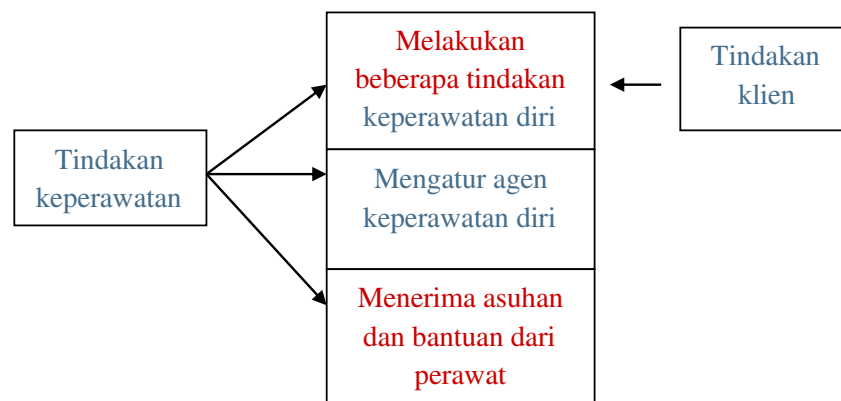 Tindakan
keperawatan
Melakukan
beberapa tindakan
keperawatan diri
Mengatur agen
keperawatan diri
Menerima asuhan
dan bantuan dari
perawat
Tindakan
klien